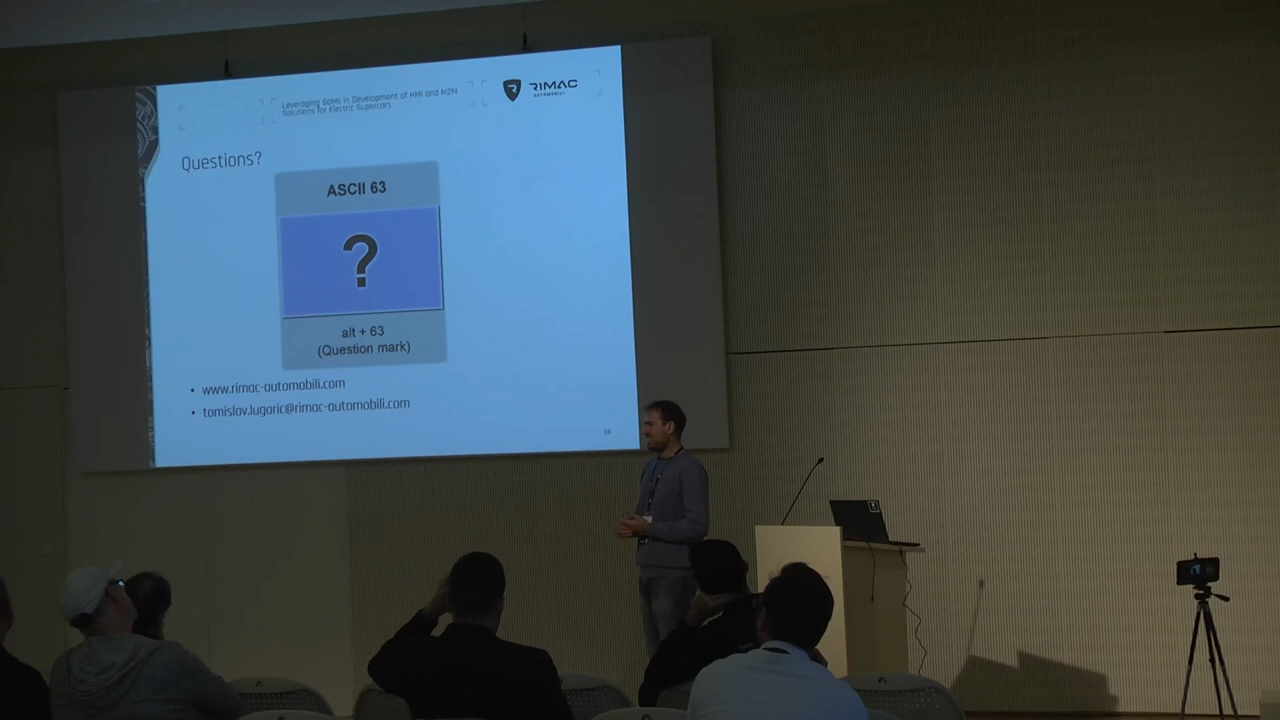 Leveraging SoMs in Development of HMI and M2M
Solutions for Electric Supercars
RIMAC
AUTOMOBILI
Questions?
ASCII 63
?
alt + 63
(Question mark)
• www.rimac-automobili.com
• tomislav.lugaric@rimac-automobili.com